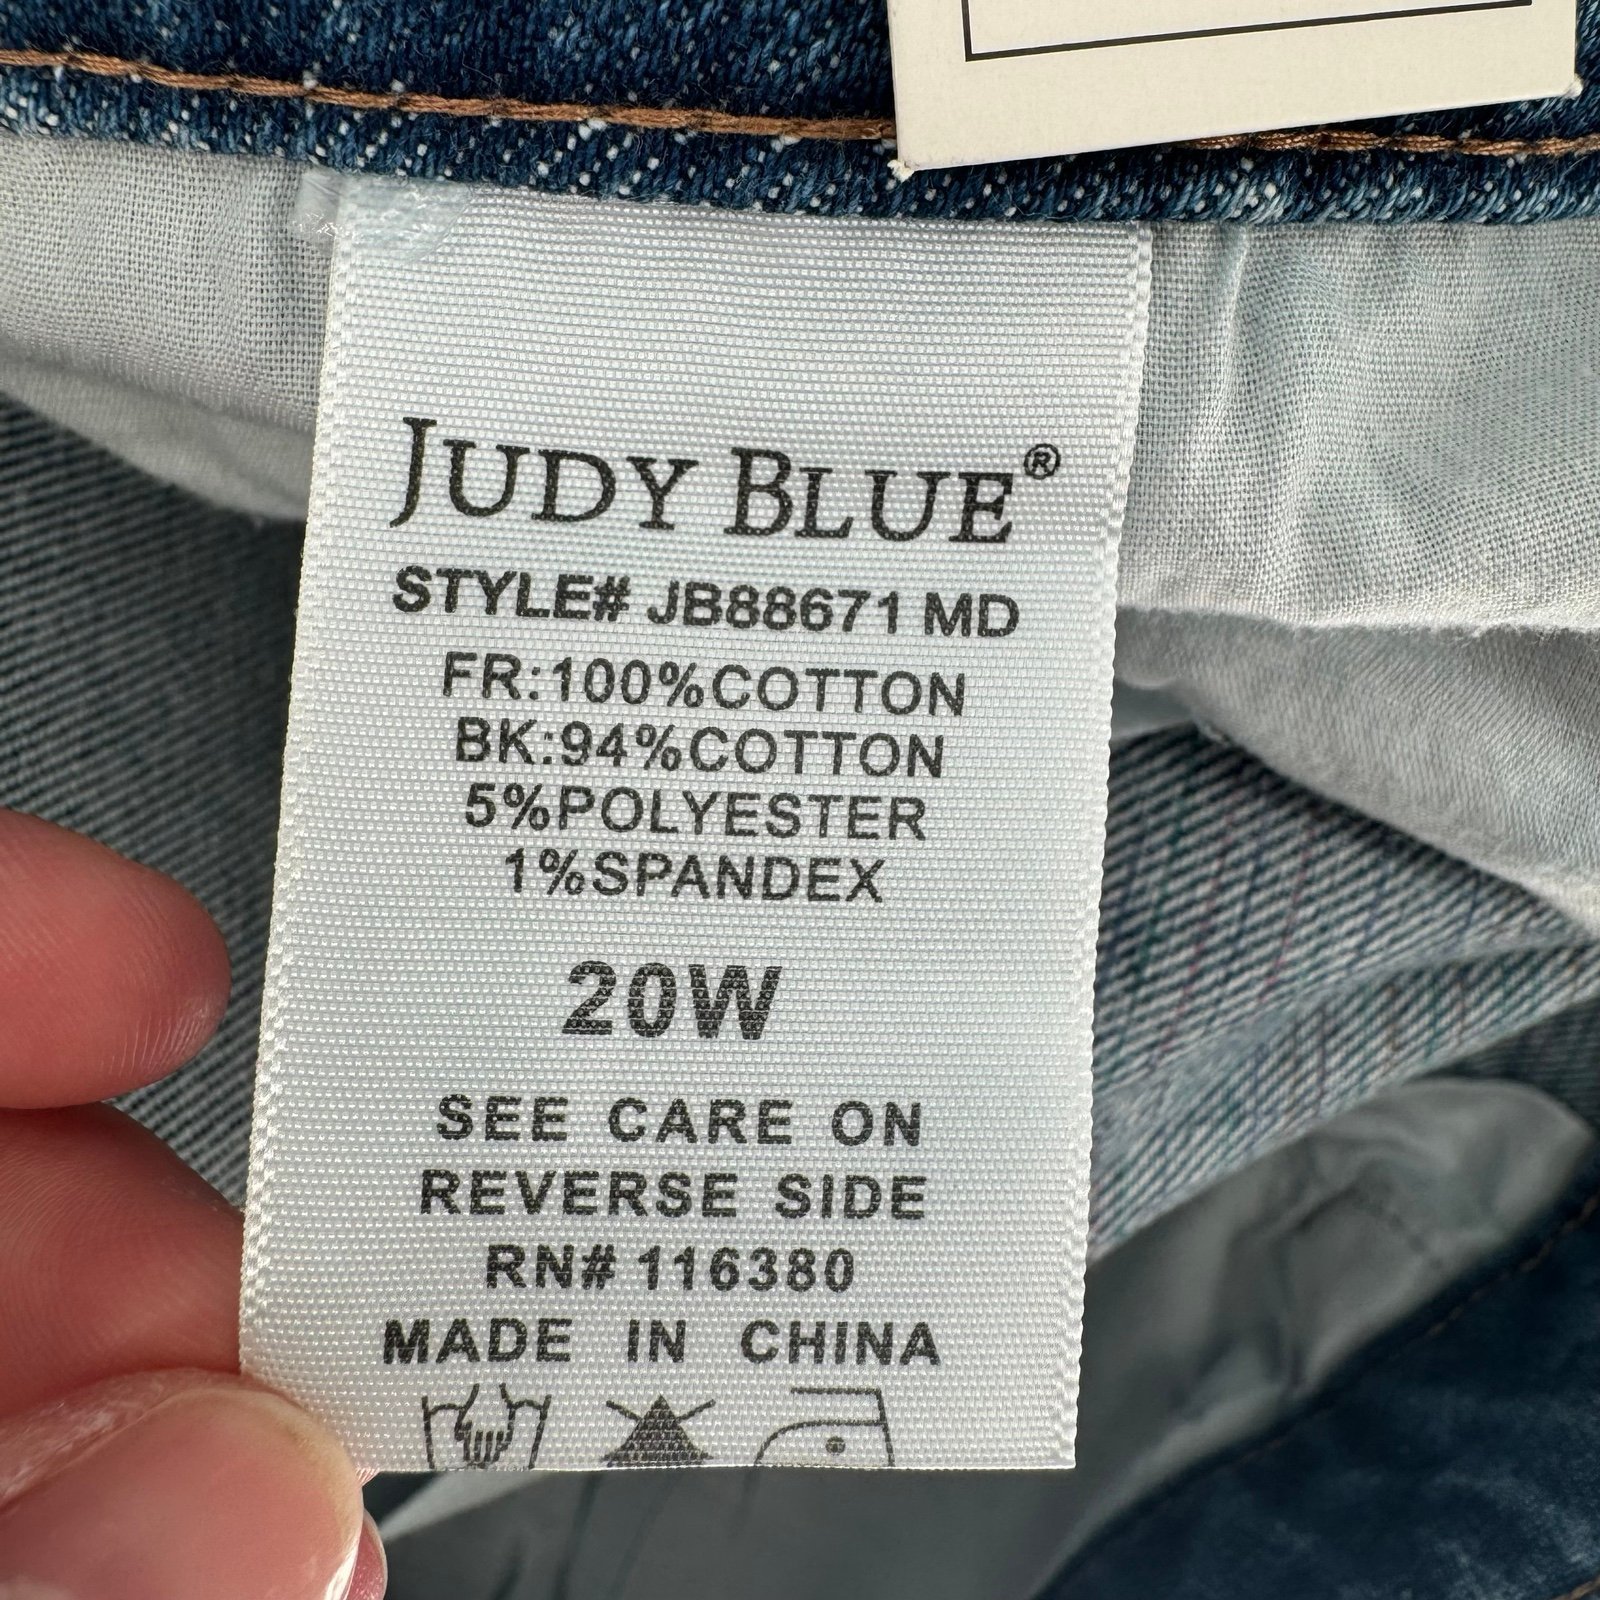 JUDY BLUE®
STYLE# JB88671 MD
FR:100%COTTON
BK:94%COTTON
5%POLYESTER
1%SPANDEX
20W
SEE CARE ON
REVERSE SIDE
RN# 116380
MADE IN CHINA